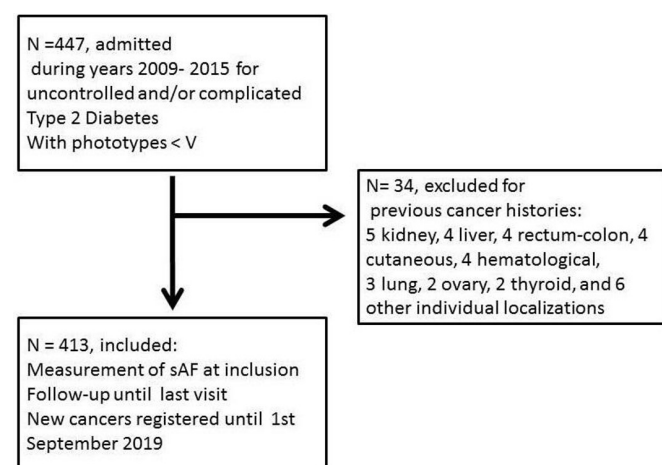 N =447, admitted
during years 2009- 2015 for
uncontrolled and/or complicated
Type 2 Diabetes
With phototypes < V
N= 34, excluded for
previous cancer histories:
5 kidney, 4 liver, 4 rectum-colon, 4
cutaneous, 4 hematological,
3 lung, 2 ovary, 2 thyroid, and 6
other individual localizations
N = 413, included:
Measurement of sAF at inclusion
Follow-up until last visit
New cancers registered until 1st
September 2019